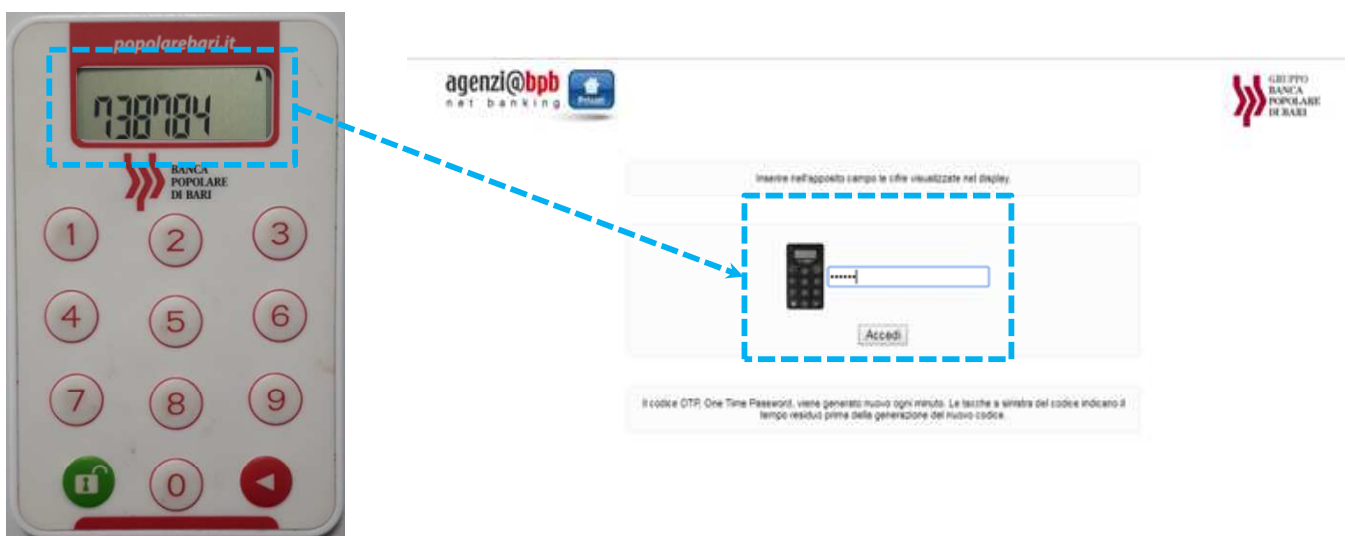 popolarebari.it
738784
BANCA
POPOLARE
DI BARI
1 2 3
4 5 6
7 8 9
0
agenzi@bpb
net banking
Privati
GRUPPO
BANCA
POPOLARE
DI BARI
Inserire nell'apposito campo le cifre visualizzate nel display.
Accedi
Il codice OTP, One Time Password, viene generato nuovo ogni minuto. Le tacche a sinistra del codice indicano il
tempo residuo prima della generazione del nuovo codice.